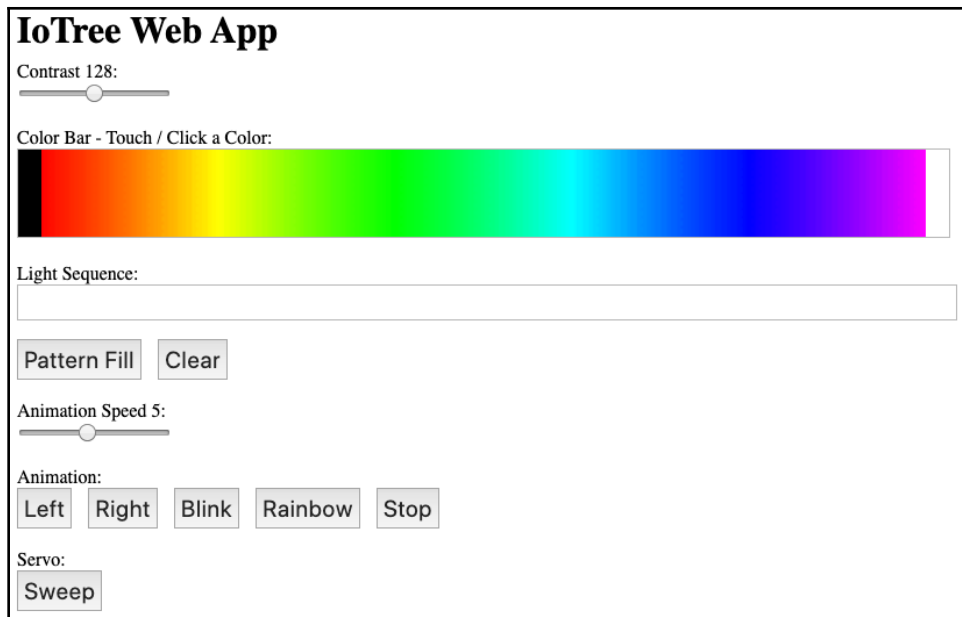 IoTree Web App
Contrast 128:
Color Bar - Touch / Click a Color:
Light Sequence:
Pattern Fill Clear
Animation Speed 5:
Animation:
Left Right Blink Rainbow Stop
Servo:
Sweep